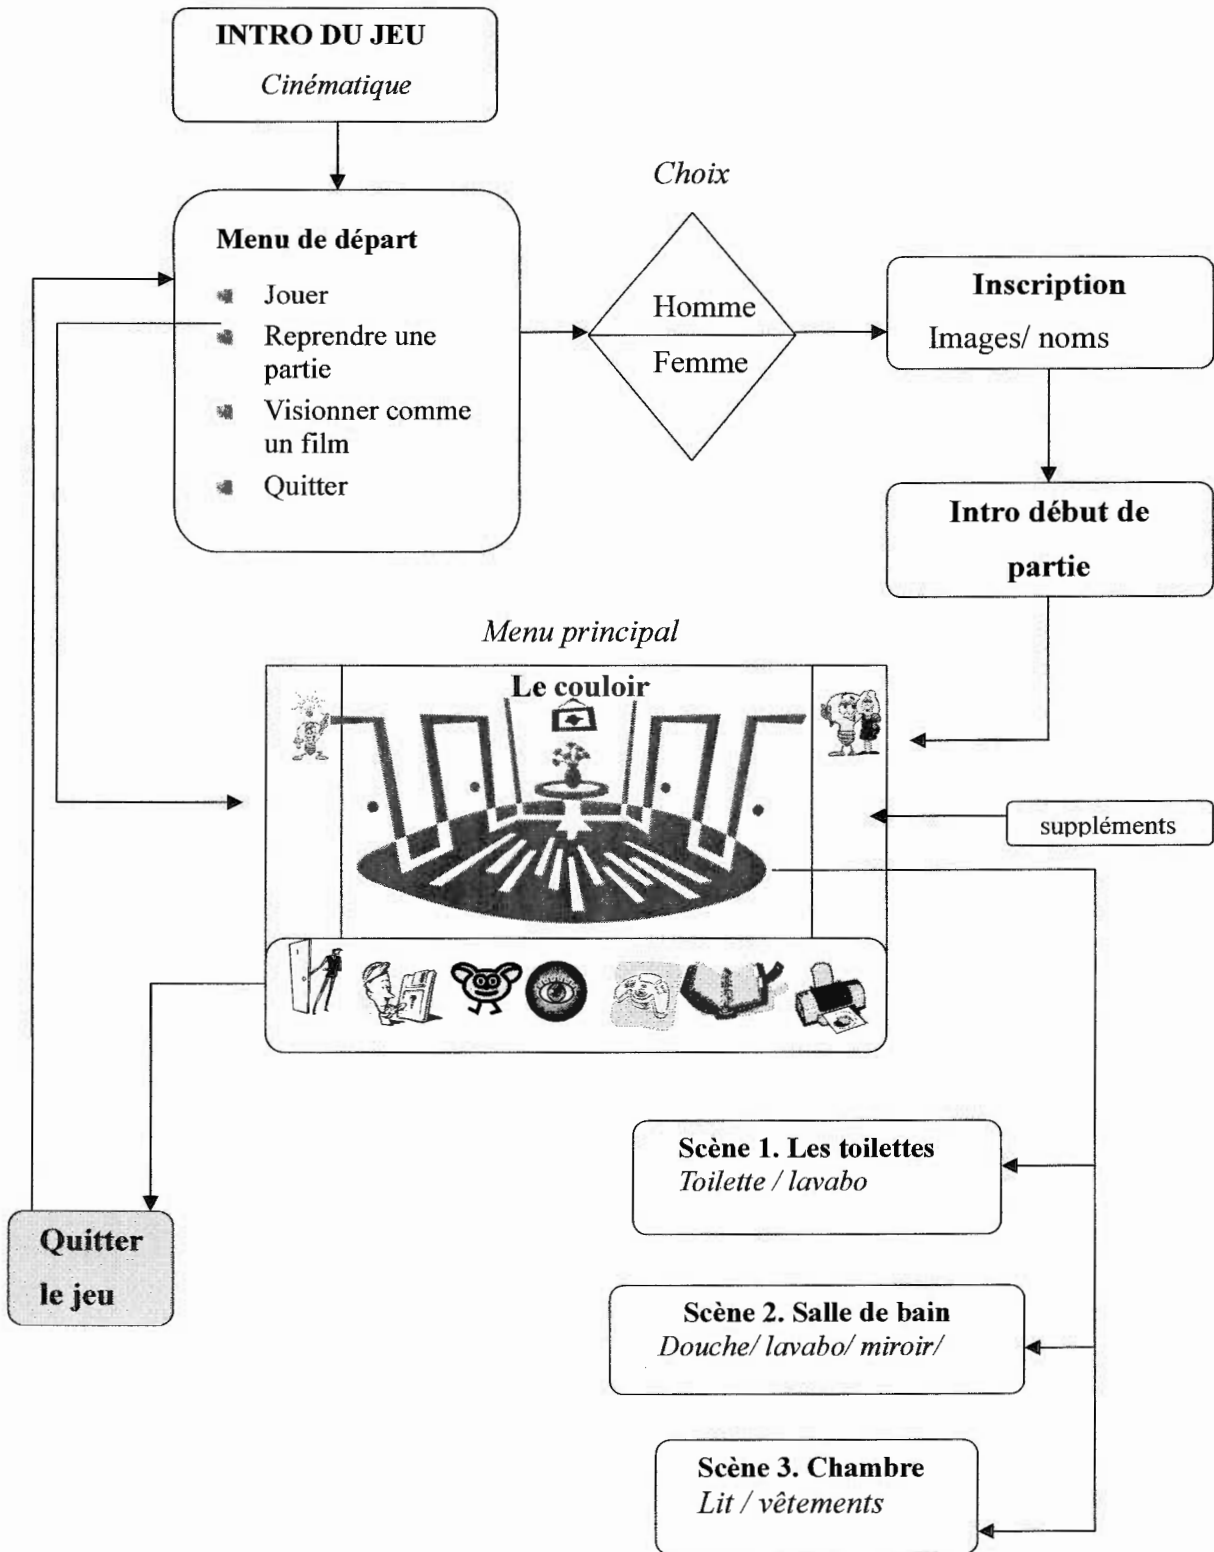 INTRO DU JEU
Cinématique
Choix
Menu de départ
Jouer
Reprendre une
partie
Visionner comme
un film
Quitter
Homme
Femme
Inscription
Images/ noms
Intro début de
partie
Menu principal
Le couloir
suppléments
Scène 1. Les toilettes
Toilette / lavabo
Quitter
le jeu
Scène 2. Salle de bain
Douche/ lavabo/ miroir/
Scène 3. Chambre
Lit / vêtements